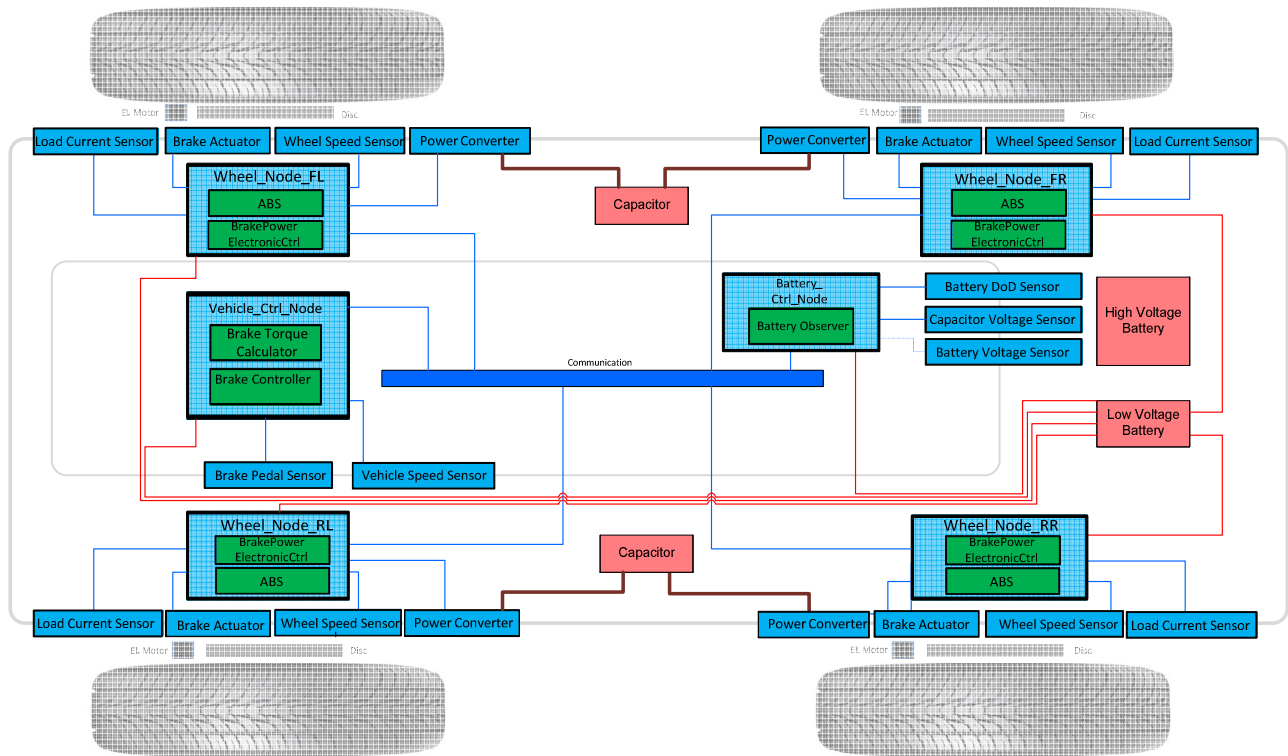 El. Motor
Disc
El. Motor
Disc
Load Current Sensor
Brake Actuator
Wheel Speed Sensor
Power Converter
Power Converter
Brake Actuator
Wheel Speed Sensor
Load Current Sensor
Wheel_Node_FL
ABS
BrakePower
ElectronicCtrl
Capacitor
Wheel_Node_FR
ABS
BrakePower
ElectronicCtrl
Vehicle_Ctrl_Node
Brake Torque
Calculator
Brake Controller
Battery_
Ctrl_Node
Battery Observer
Battery DoD Sensor
Capacitor Voltage Sensor
Battery Voltage Sensor
High Voltage
Battery
Communication
Low Voltage
Battery
Brake Pedal Sensor
Vehicle Speed Sensor
Wheel_Node_RL
BrakePower
ElectronicCtrl
ABS
Capacitor
Wheel_Node_RR
BrakePower
ElectronicCtrl
ABS
Load Current Sensor
Brake Actuator
Wheel Speed Sensor
Power Converter
Power Converter
Brake Actuator
Wheel Speed Sensor
Load Current Sensor
El. Motor
Disc
El. Motor
Disc